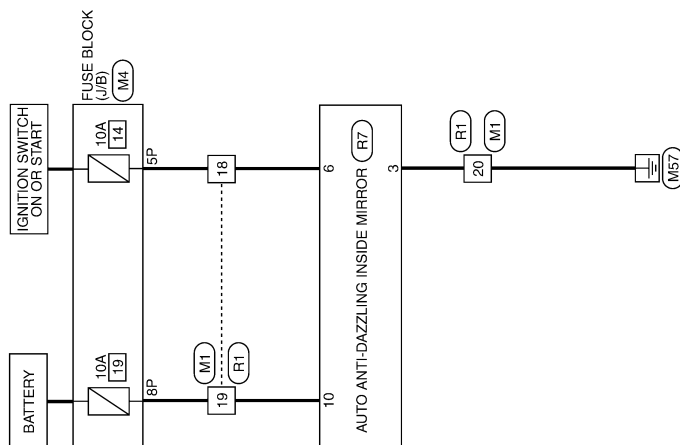 IGNITION SWITCH
ON OR START
FUSE BLOCK
(J/B)
M4
10A
14
5P
18
6
BATTERY
10A
19
8P
M1
19
R1
10
AUTO ANTI-DAZZLING INSIDE MIRROR
R7
3
R1
20
M1
M57